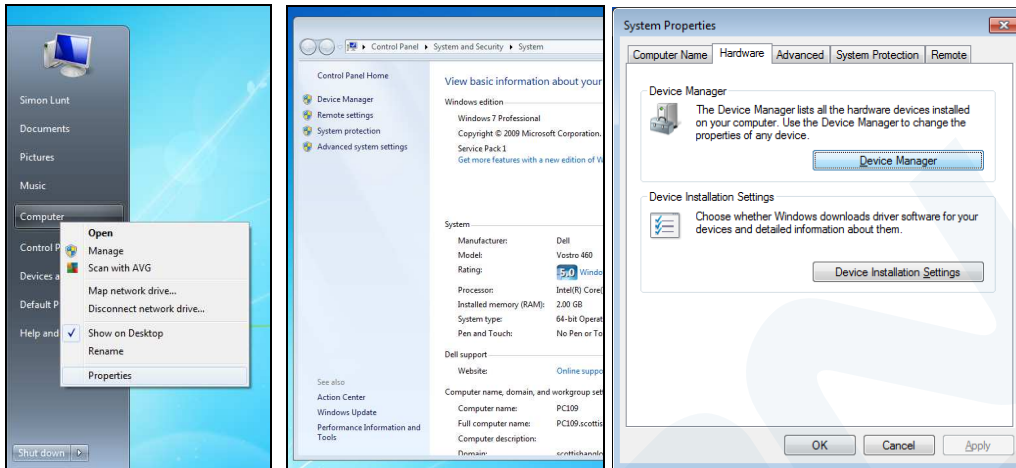 Simon Lunt
Documents
Pictures
Music
Computer
Control P
Devices a
Default P
Help and
Open
Manage
Scan with AVG
Map network drive...
Disconnect network drive...
Show on Desktop
Rename
Properties
Shut down
Control Panel ▸ System and Security ▸ System
Control Panel Home
Device Manager
Remote settings
System protection
Advanced system settings
See also
Action Center
Windows Update
Performance Information and
Tools
View basic information about your
Windows edition
Windows 7 Professional
Copyright © 2009 Microsoft Corporation.
Service Pack 1
Get more features with a new edition of W
System
Manufacturer: Dell
Model: Vostro 460
Rating: 5,0 Windo
Processor: Intel(R) Core(
Installed memory (RAM): 2.00 GB
System type: 64-bit Operat
Pen and Touch: No Pen or To
Dell support
Website: Online suppo
Computer name, domain, and workgroup set
Computer name: PC109
Full computer name: PC109.scottis
Computer description:
Domain: scottishanglo
System Properties
Computer Name Hardware Advanced System Protection Remote
Device Manager
The Device Manager lists all the hardware devices installed
on your computer. Use the Device Manager to change the
properties of any device.
Device Manager
Device Installation Settings
Choose whether Windows downloads driver software for your
devices and detailed information about them.
Device Installation Settings
OK Cancel Apply